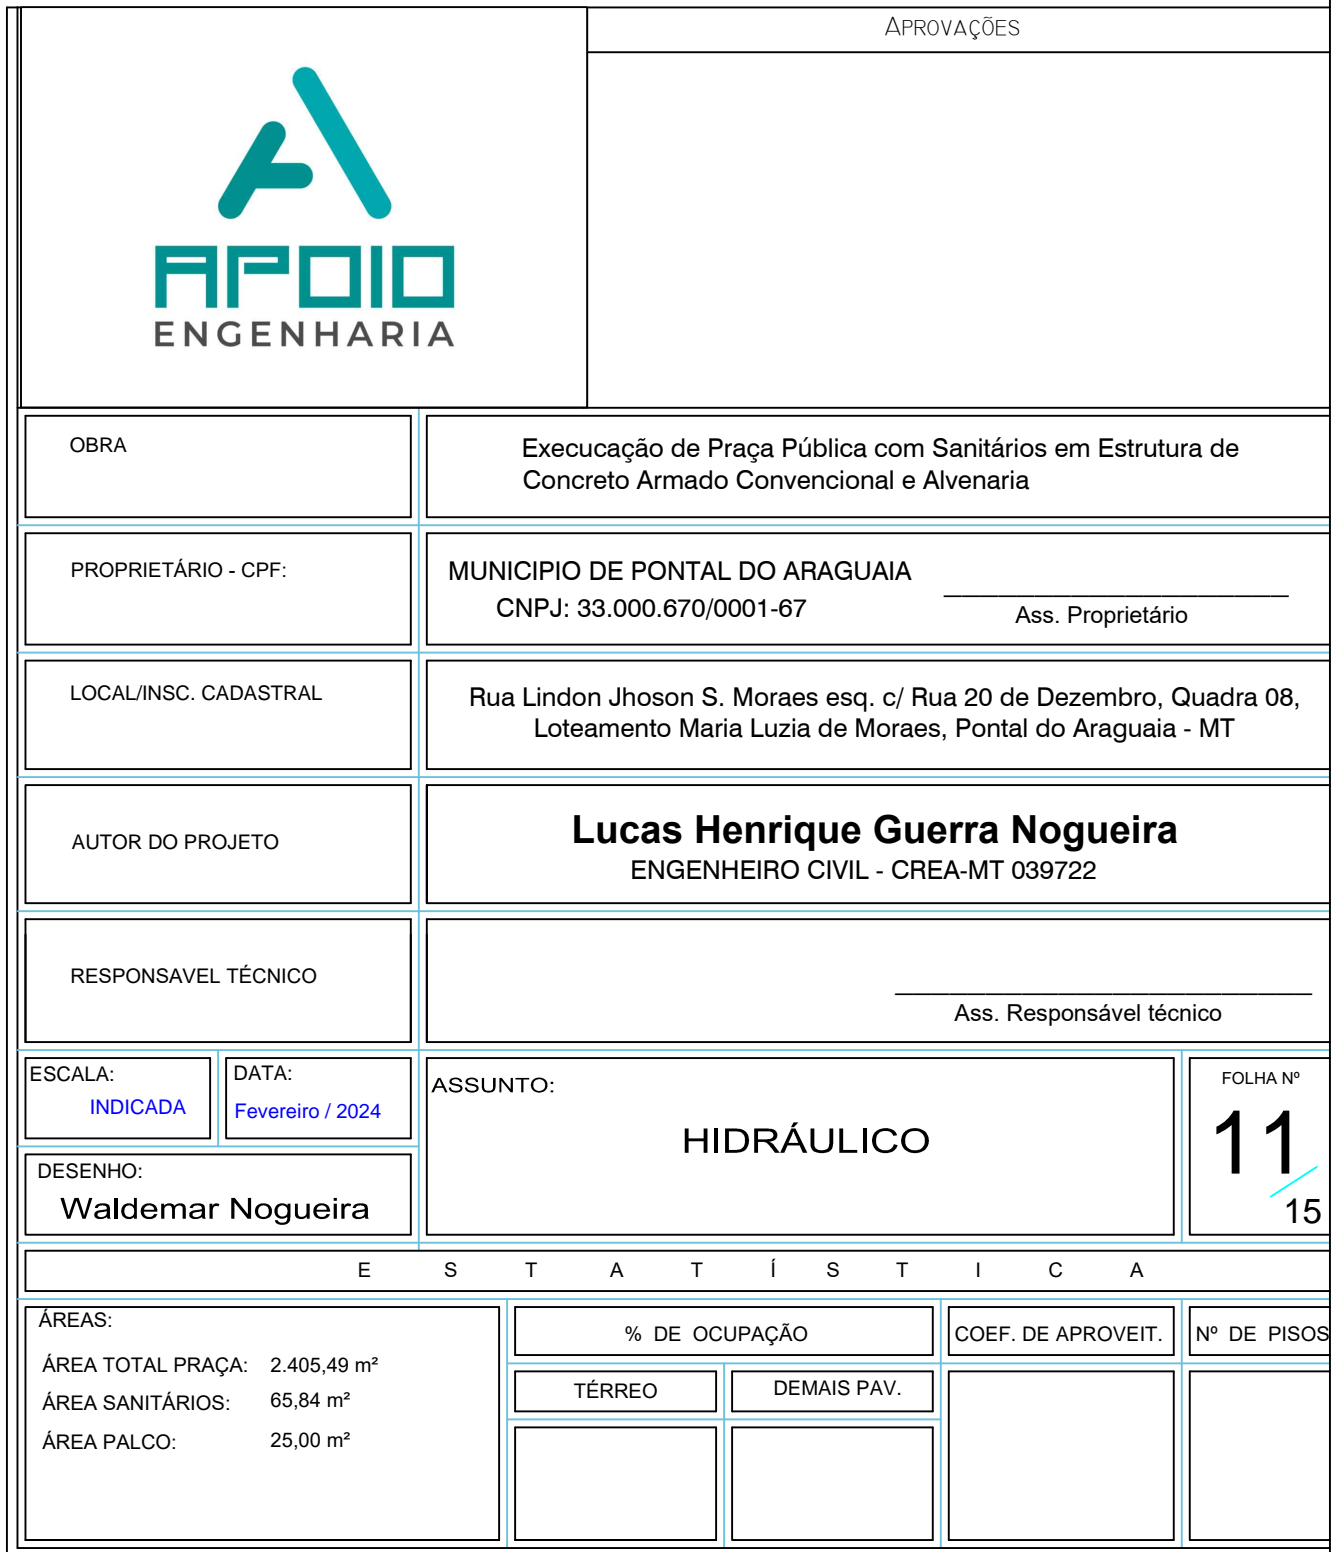 APROVAÇÕES
APOIO
ENGENHARIA
OBRA
Execucação de Praça Pública com Sanitários em Estrutura de
Concreto Armado Convencional e Alvenaria
PROPRIETÁRIO - CPF:
MUNICIPIO DE PONTAL DO ARAGUAIA
CNPJ: 33.000.670/0001-67
Ass. Proprietário
LOCAL/INSC. CADASTRAL
Rua Lindon Jhoson S. Moraes esq. c/ Rua 20 de Dezembro, Quadra 08,
Loteamento Maria Luzia de Moraes, Pontal do Araguaia - MT
AUTOR DO PROJETO
Lucas Henrique Guerra Nogueira
ENGENHEIRO CIVIL - CREA-MT 039722
RESPONSAVEL TÉCNICO
Ass. Responsável técnico
ESCALA:
INDICADA
DATA:
Fevereiro / 2024
DESENHO:
Waldemar Nogueira
ASSUNTO:
HIDRÁULICO
FOLHA Nº
11
15
E S T A T Í S T I C A
ÁREAS:
ÁREA TOTAL PRAÇA: 2.405,49 m²
ÁREA SANITÁRIOS: 65,84 m²
ÁREA PALCO: 25,00 m²
% DE OCUPAÇÃO
TÉRREO
DEMAIS PAV.
COEF. DE APROVEIT.
Nº DE PISOS